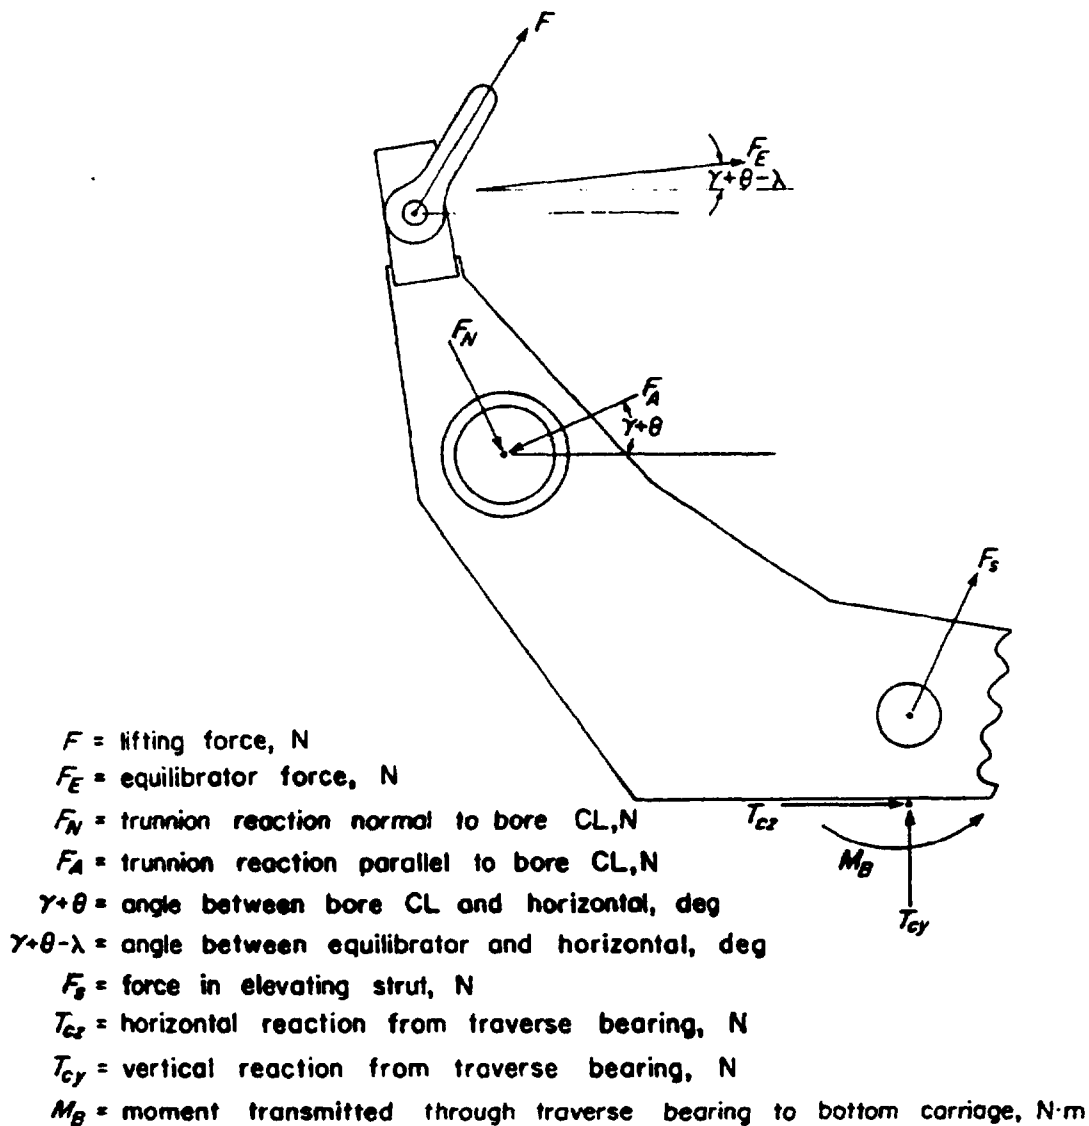 F
F_E
γ+θ-λ
F_N
F_A
γ+θ
F_s
T_cz
M_B
T_cy
F = lifting force, N
F_E = equilibrator force, N
F_N = trunnion reaction normal to bore CL,N
F_A = trunnion reaction parallel to bore CL,N
γ+θ = angle between bore CL and horizontal, deg
γ+θ-λ = angle between equilibrator and horizontal, deg
F_s = force in elevating strut, N
T_cz = horizontal reaction from traverse bearing, N
T_cy = vertical reaction from traverse bearing, N
M_B = moment transmitted through traverse bearing to bottom carriage, N·m